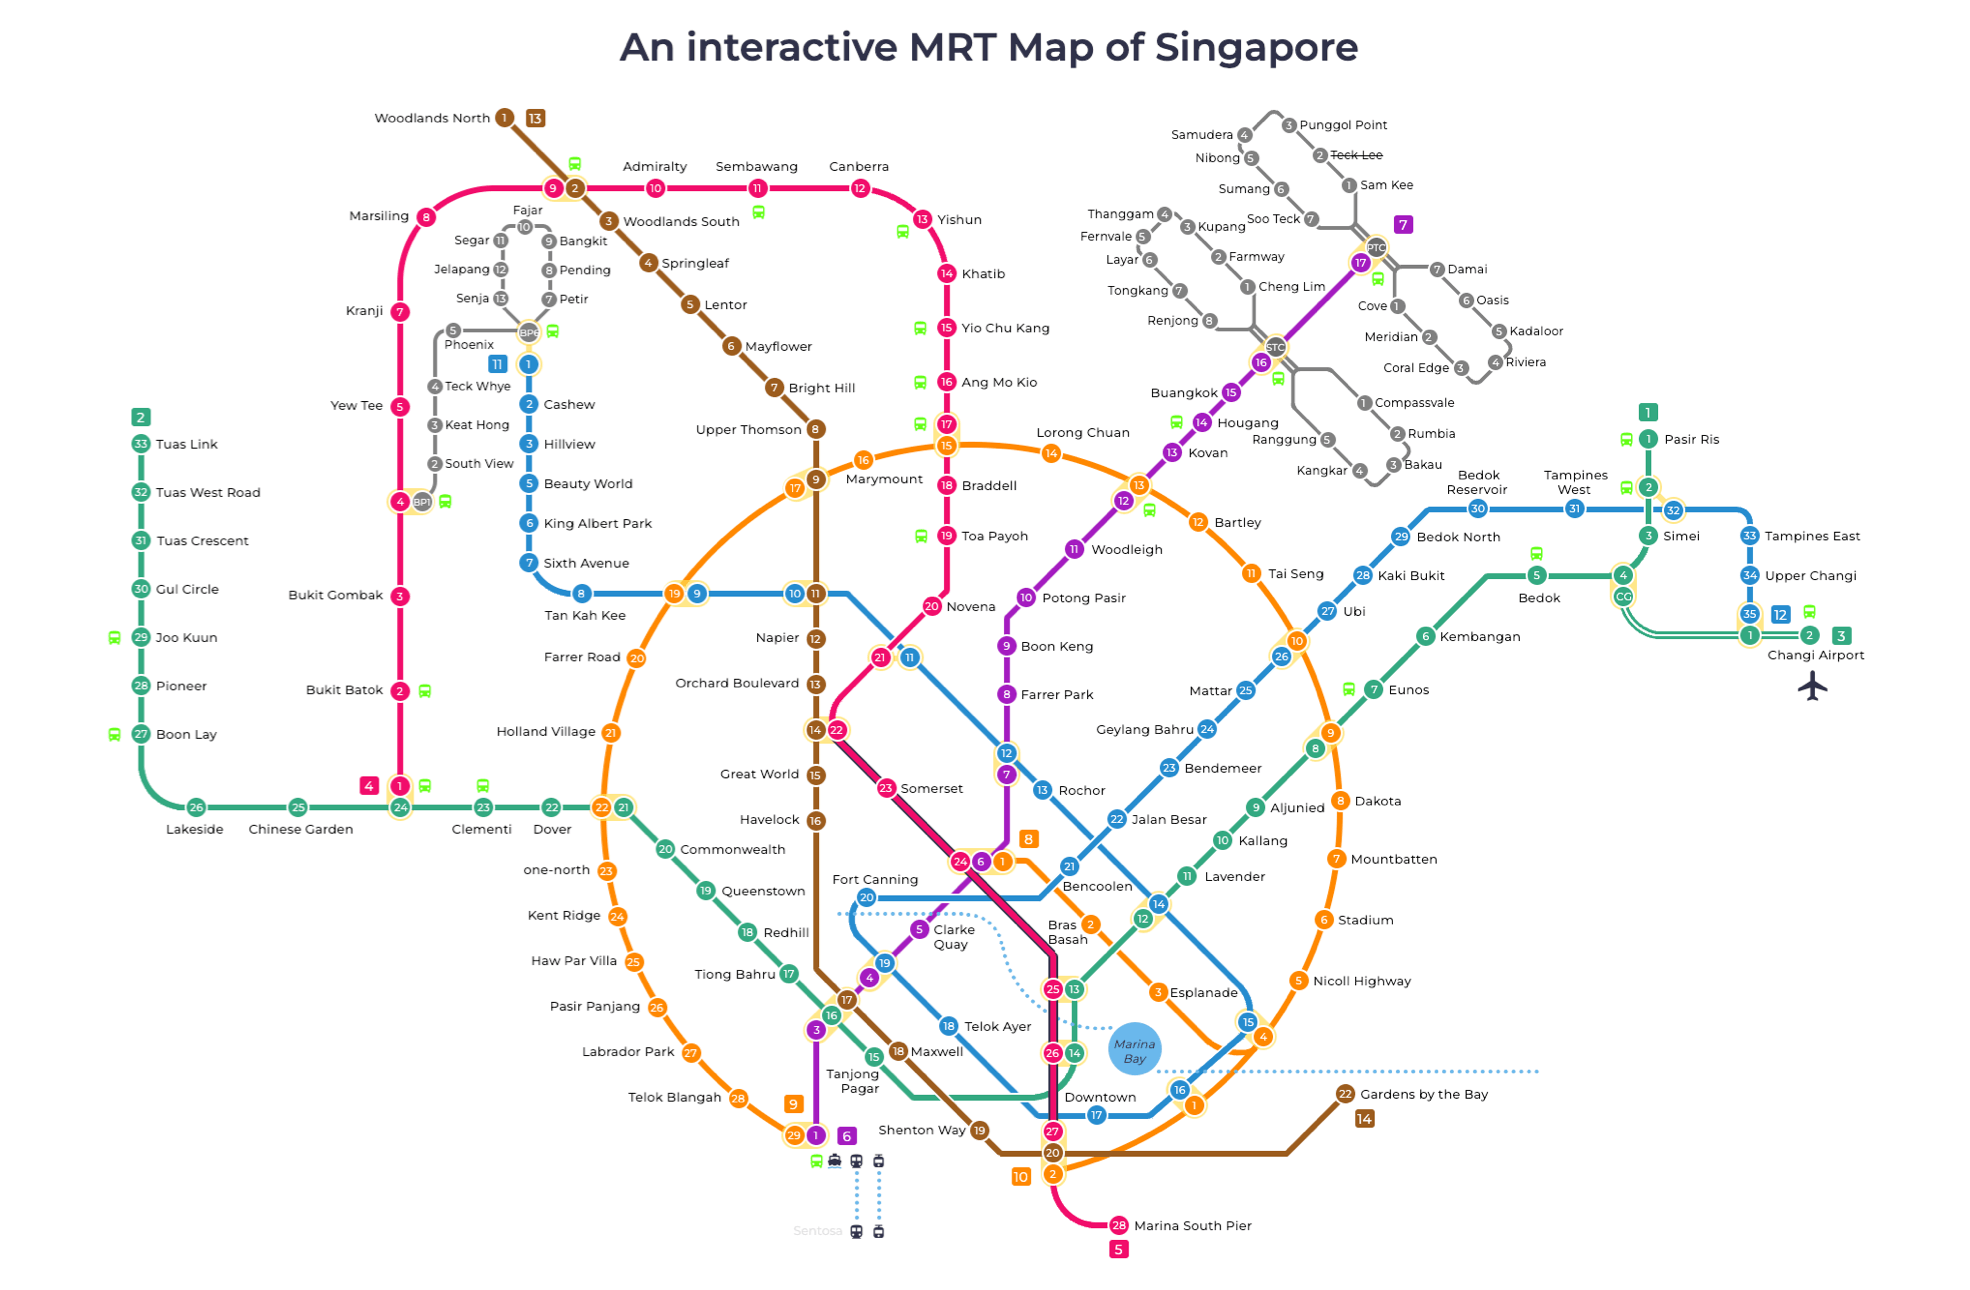 An interactive MRT Map of Singapore
Woodlands North 1 13
9 2
Admiralty 10
Sembawang 11
Canberra 12
13 Yishun
14 Khatib
15 Yio Chu Kang
16 Ang Mo Kio
17
15
18 Braddell
19 Toa Payoh
20 Novena
21 11
Marsiling 8
Kranji 7
Yew Tee 5
4 BP1
Bukit Gombak 3
Bukit Batok 2
4 1
24
Fajar
10
Segar 11
9 Bangkit
Jelapang 12
8 Pending
Senja 13
7 Petir
BP6
5
Phoenix
4 Teck Whye
3 Keat Hong
2 South View
11 1
2 Cashew
3 Hillview
5 Beauty World
6 King Albert Park
7 Sixth Avenue
8
Tan Kah Kee
19 9
10 11
3 Woodlands South
4 Springleaf
5 Lentor
6 Mayflower
7 Bright Hill
Upper Thomson 8
17 9
16
Marymount
Napier 12
Orchard Boulevard 13
14 22
Great World 15
Havelock 16
23 Somerset
2
33 Tuas Link
32 Tuas West Road
31 Tuas Crescent
30 Gul Circle
29 Joo Kuun
28 Pioneer
27 Boon Lay
26
Lakeside
25
Chinese Garden
23
Clementi
22
Dover
22 21
Farrer Road 20
Holland Village 21
20 Commonwealth
19 Queenstown
18 Redhill
Tiong Bahru 17
one-north 23
Kent Ridge 24
Haw Par Villa 25
Pasir Panjang 26
Labrador Park 27
Telok Blangah 28
9
29 1 6
Sentosa
3 16 17
4 19
5 Clarke
Quay
Fort Canning
20
24 6 1
8
18 Telok Ayer
18 Maxwell
15
Tanjong
Pagar
Shenton Way 19
25 13
26 14
Downtown
17
27
20
10 2
28 Marina South Pier
5
16
1
15
4
Marina
Bay
22 Gardens by the Bay
14
Bras
Basah 2
3 Esplanade
14
12
21
Bencoolen
22 Jalan Besar
13 Rochor
12
7
Farrer Park 8
Boon Keng 9
10 Potong Pasir
11 Woodleigh
12 13
Lorong Chuan
14
13 Kovan
14 Hougang
Buangkok 15
16 STC
17 PTC
7
3 Punggol Point
Samudera 4
2 Teck Lee
Nibong 5
1 Sam Kee
Sumang 6
Soo Teck 7
Thanggam 4
3 Kupang
Fernvale 5
2 Farmway
Layar 6
1 Cheng Lim
Tongkang 7
Renjong 8
7 Damai
6 Oasis
Cove 1
5 Kadaloor
Meridian 2
4 Riviera
Coral Edge 3
1 Compassvale
2 Rumbia
Ranggung 5
3 Bakau
Kangkar 4
12 Bartley
11 Tai Seng
10
26
Mattar 25
Geylang Bahru 24
23 Bendemeer
27 Ubi
28 Kaki Bukit
29 Bedok North
Bedok
Reservoir
30
Tampines
West
31
32
33 Tampines East
34 Upper Changi
35 12
1 2 3
Changi Airport
1
1 Pasir Ris
2
3 Simei
4
CG
5
Bedok
6 Kembangan
7 Eunos
8 9
9 Aljunied
10 Kallang
11 Lavender
8 Dakota
7 Mountbatten
6 Stadium
5 Nicoll Highway